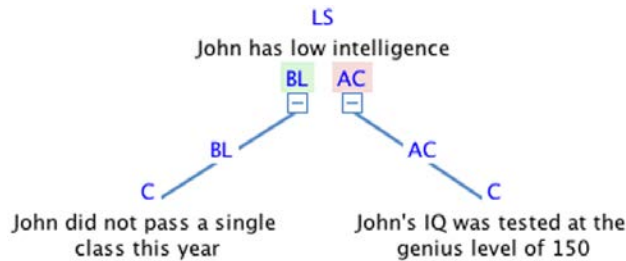 LS
John has low intelligence
BL AC
BL AC
C C
John did not pass a single John's IQ was tested at the
class this year genius level of 150